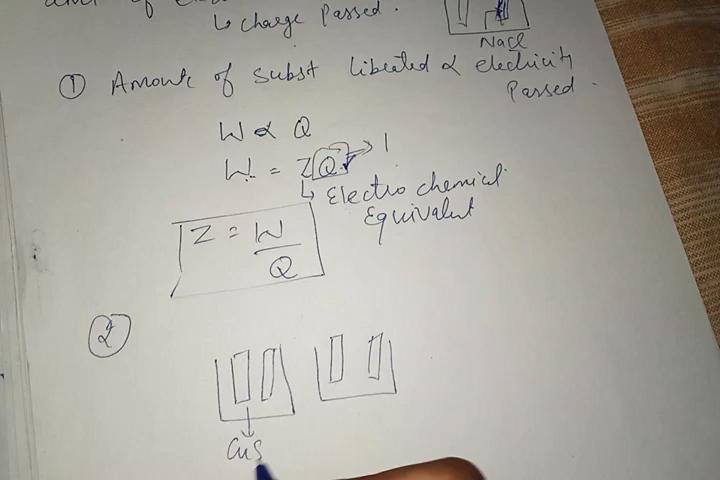 ↳ charge Passed.
NaCl
① Amount of subst liberated ∝ electricity
Passed.
W ∝ Q
W = ZQ → 1
↳ Electro chemical
Equivalent
Z = W/Q
②
CuS